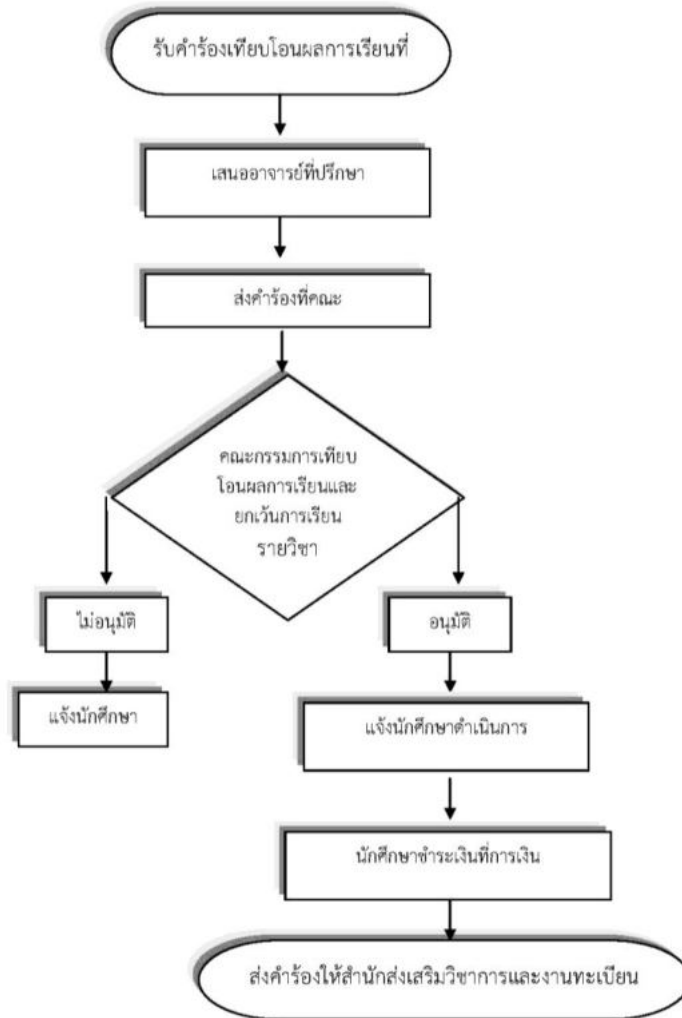 รับคำร้องเทียบโอนผลการเรียนที่
เสนออาจารย์ที่ปรึกษา
ส่งคำร้องที่คณะ
คณะกรรมการเทียบ
โอนผลการเรียนและ
ยกเว้นการเรียน
รายวิชา
ไม่อนุมัติ
อนุมัติ
แจ้งนักศึกษา
แจ้งนักศึกษาดำเนินการ
นักศึกษาชำระเงินที่การเงิน
ส่งคำร้องให้สำนักส่งเสริมวิชาการและงานทะเบียน